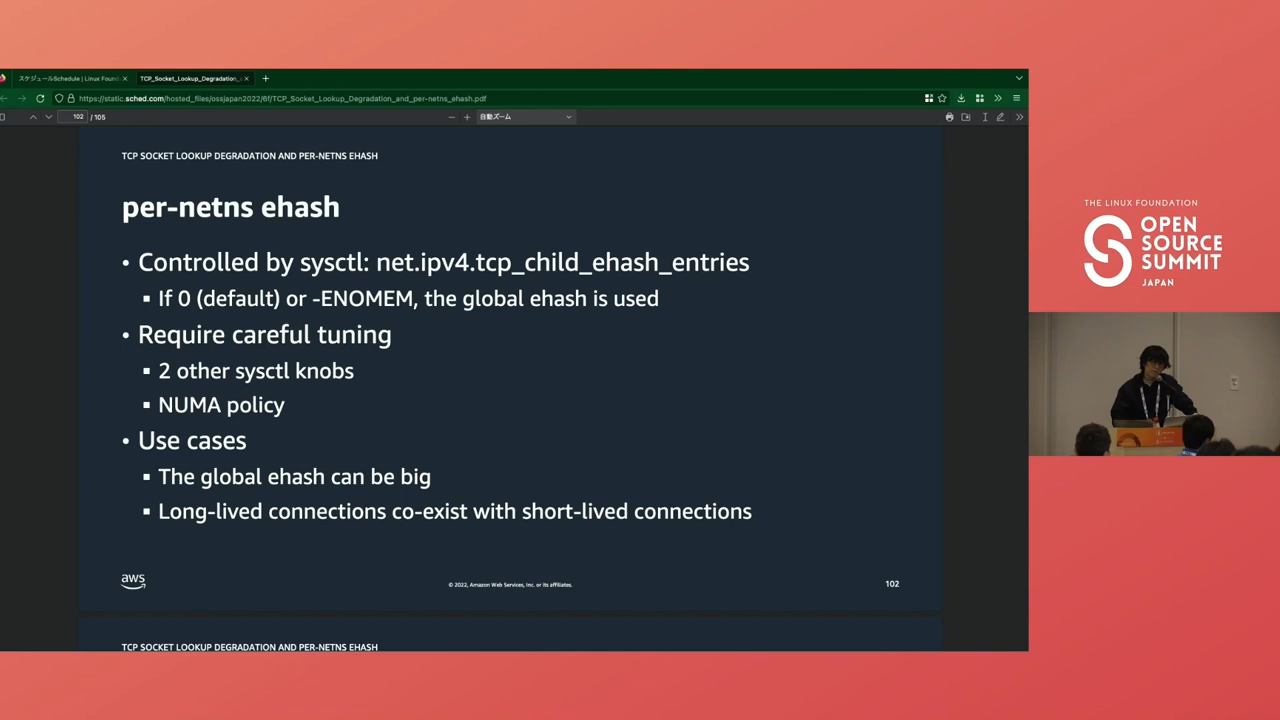 スケジュールSchedule | Linux Found
TCP_Socket_Lookup_Degradation_
https://static.sched.com/hosted_files/ossjapan2022/6f/TCP_Socket_Lookup_Degradation_and_per-netns_ehash.pdf
102 / 105
自動ズーム
TCP SOCKET LOOKUP DEGRADATION AND PER-NETNS EHASH
per-netns ehash
• Controlled by sysctl: net.ipv4.tcp_child_ehash_entries
▪ If 0 (default) or -ENOMEM, the global ehash is used
• Require careful tuning
▪ 2 other sysctl knobs
▪ NUMA policy
• Use cases
▪ The global ehash can be big
▪ Long-lived connections co-exist with short-lived connections
aws
© 2022, Amazon Web Services, Inc. or its affiliates.
102
TCP SOCKET LOOKUP DEGRADATION AND PER-NETNS EHASH
THE LINUX FOUNDATION
OPEN
SOURCE
SUMMIT
JAPAN